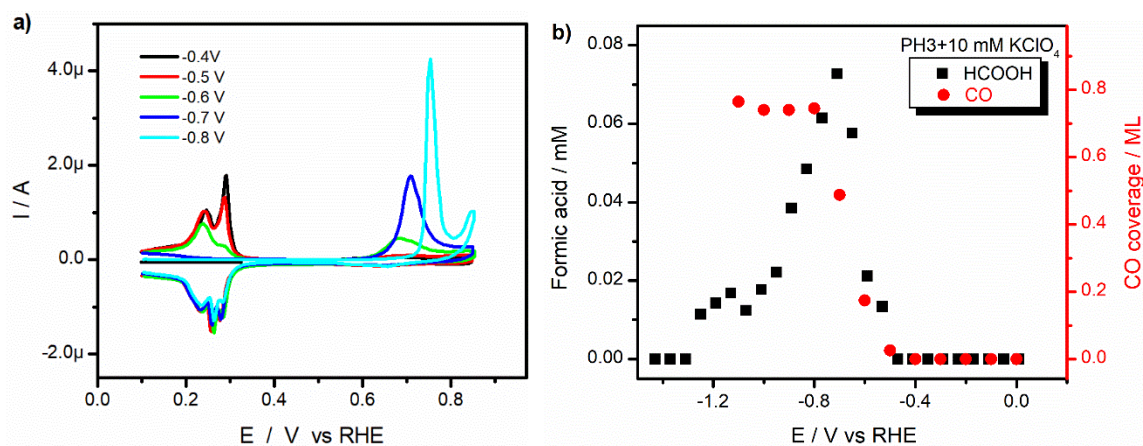 a)
-0.4V
-0.5 V
-0.6 V
-0.7 V
-0.8 V
4.0µ
2.0µ
0.0
-2.0µ
I / A
0.0 0.2 0.4 0.6 0.8
E / V vs RHE
b)
PH3+10 mM KClO4
HCOOH
CO
0.08
0.06
0.04
0.02
0.00
Formic acid / mM
0.8
0.6
0.4
0.2
0.0
CO coverage / ML
-1.2 -0.8 -0.4 0.0
E / V vs RHE